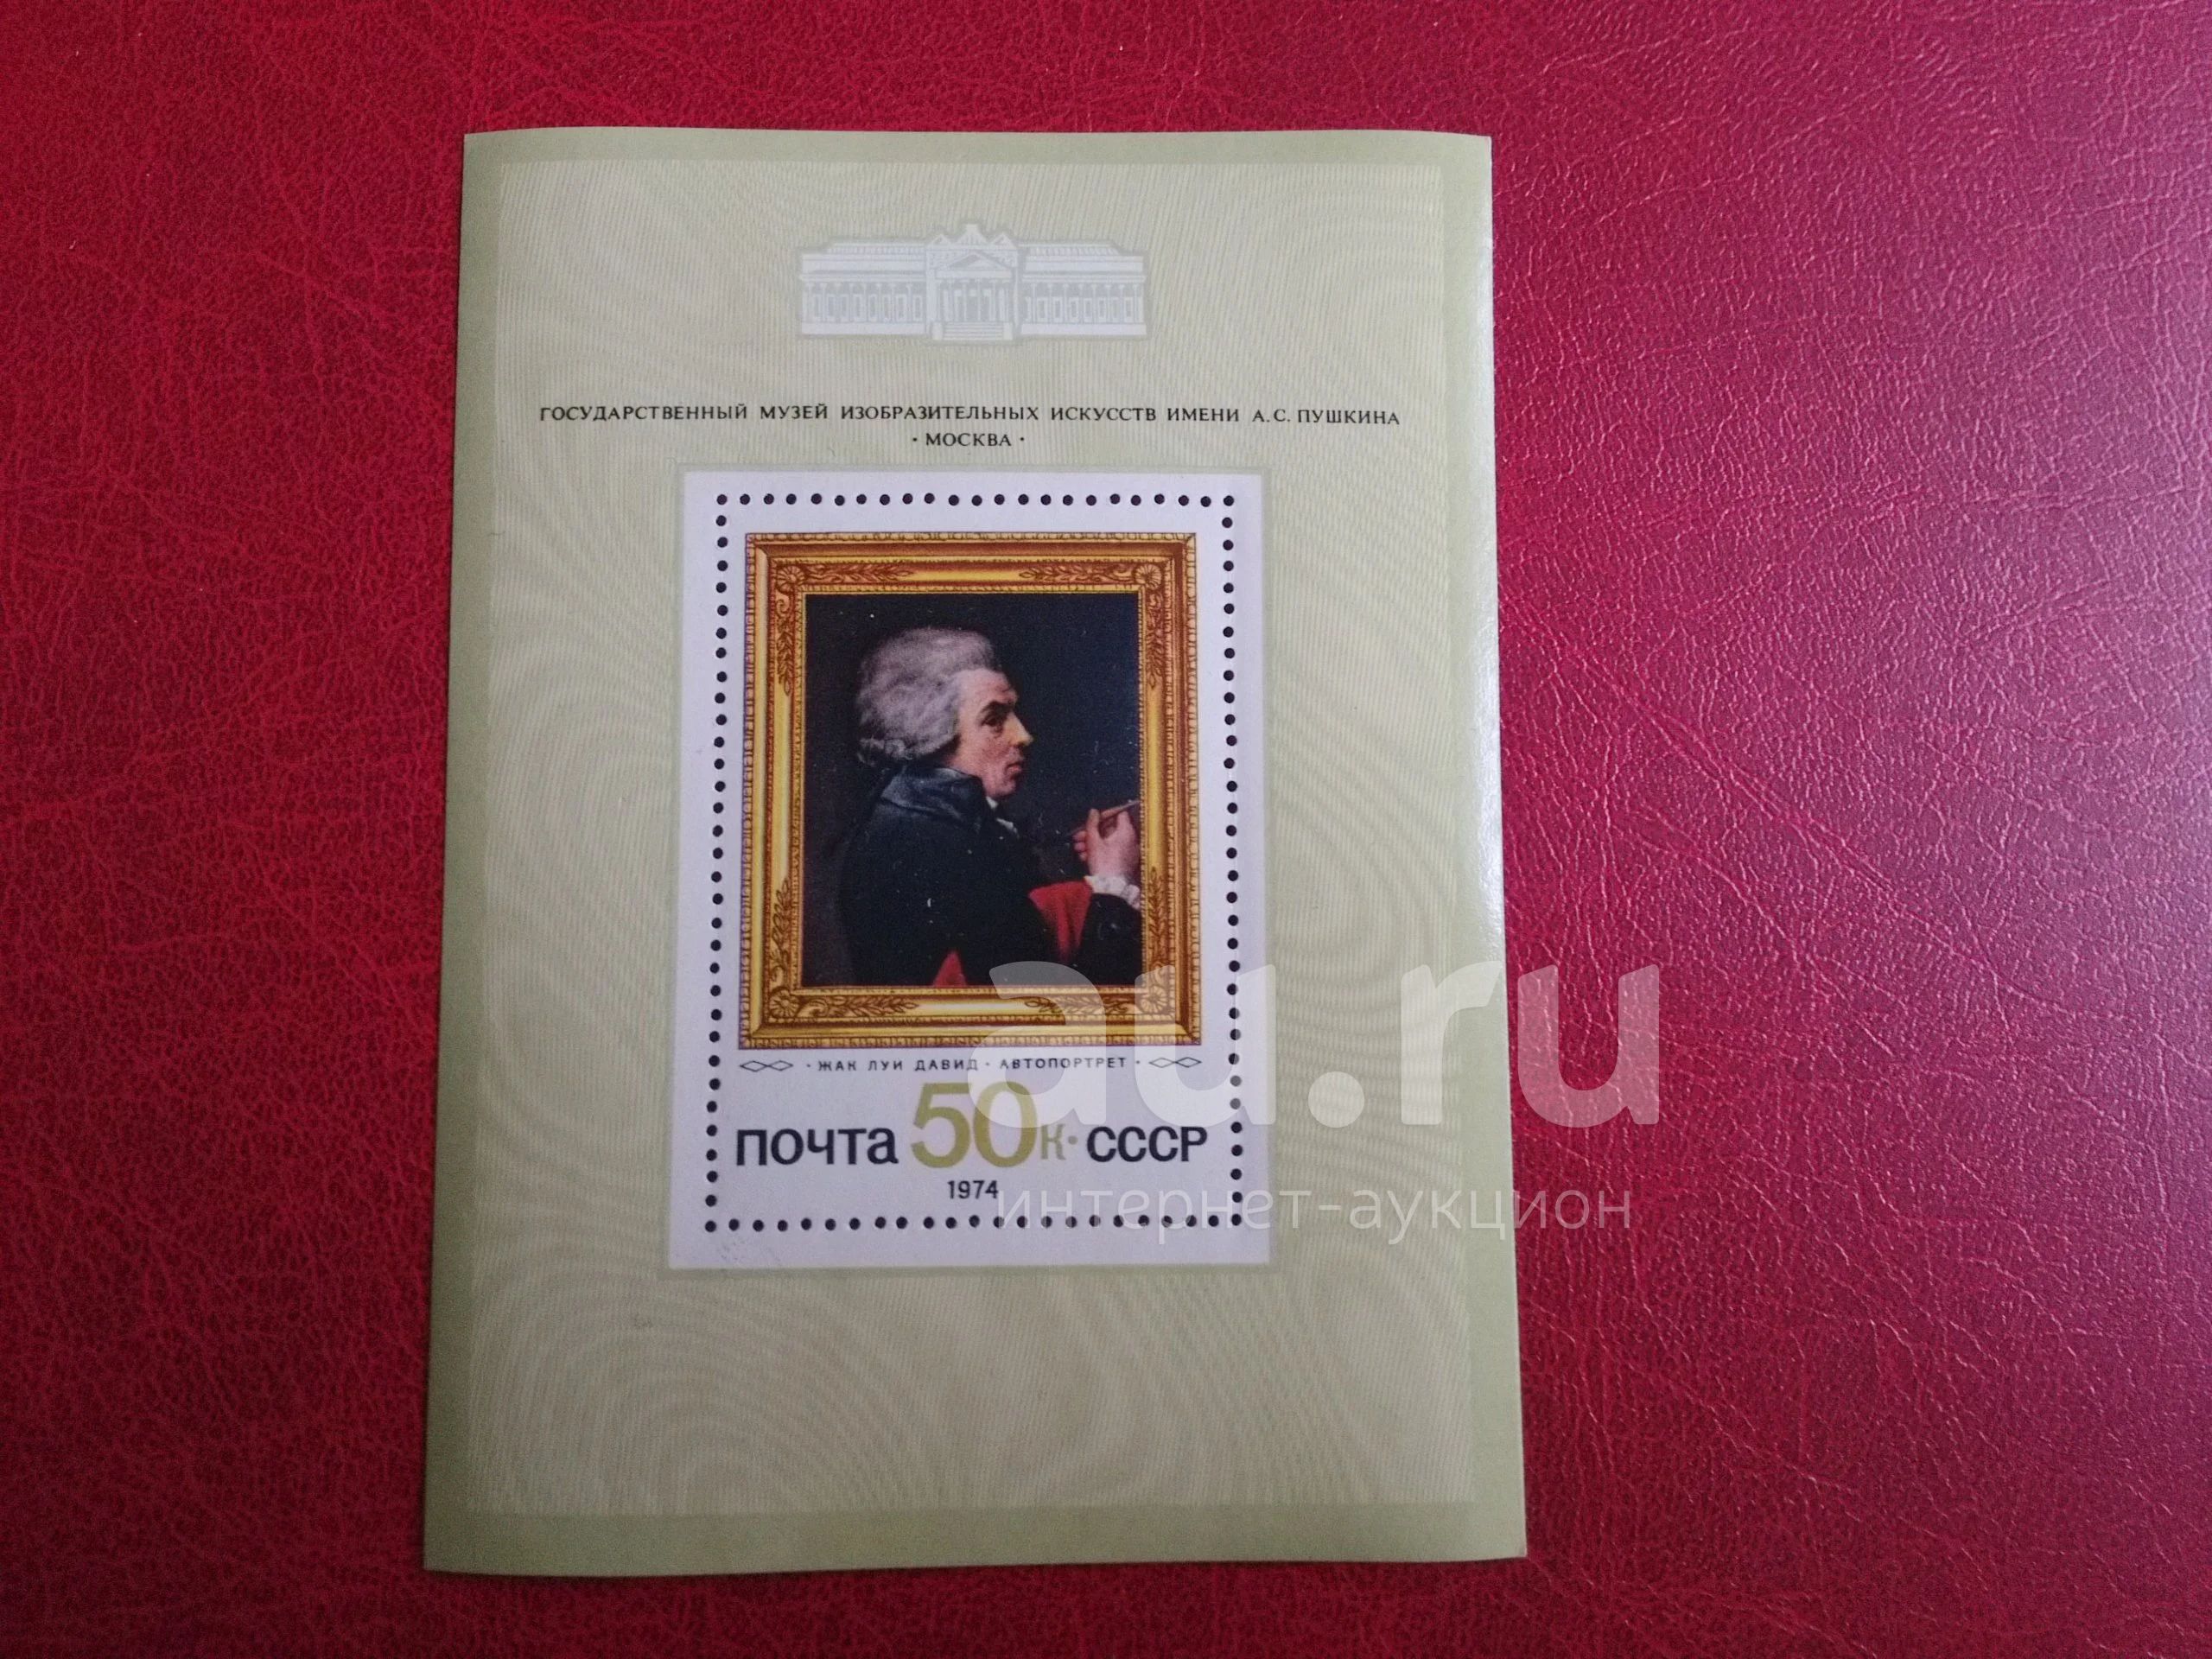 ГОСУДАРСТВЕННЫЙ МУЗЕЙ ИЗОБРАЗИТЕЛЬНЫХ ИСКУССТВ ИМЕНИ А.С. ПУШКИНА
• МОСКВА •
• ЖАК ЛУИ ДАВИД • АВТОПОРТРЕТ •
ПОЧТА 50К • СССР
1974
au.ru
интернет-аукцион